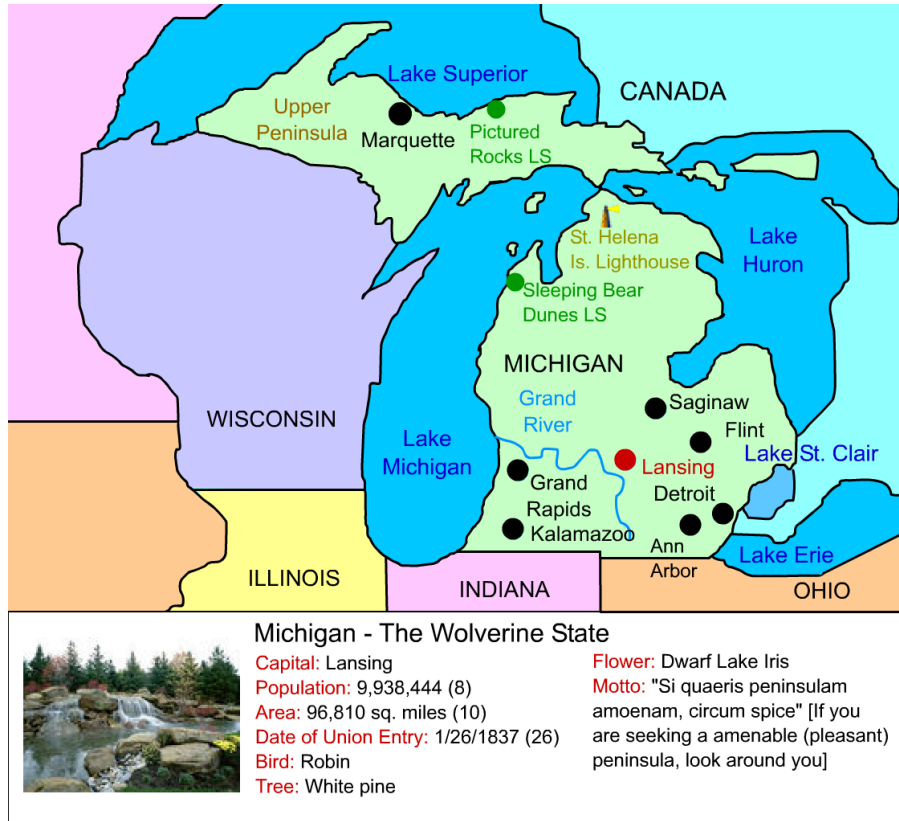 Lake Superior
CANADA
Upper
Peninsula
Marquette
Pictured
Rocks LS
St. Helena
Is. Lighthouse
Lake
Huron
Sleeping Bear
Dunes LS
MICHIGAN
Grand
River
Saginaw
Flint
WISCONSIN
Lake
Michigan
Lansing
Lake St. Clair
Grand
Rapids
Detroit
Kalamazoo
Ann
Arbor
Lake Erie
ILLINOIS
INDIANA
OHIO
Michigan - The Wolverine State
Capital: Lansing
Population: 9,938,444 (8)
Area: 96,810 sq. miles (10)
Date of Union Entry: 1/26/1837 (26)
Bird: Robin
Tree: White pine
Flower: Dwarf Lake Iris
Motto: "Si quaeris peninsulam
amoenam, circum spice" [If you
are seeking a amenable (pleasant)
peninsula, look around you]